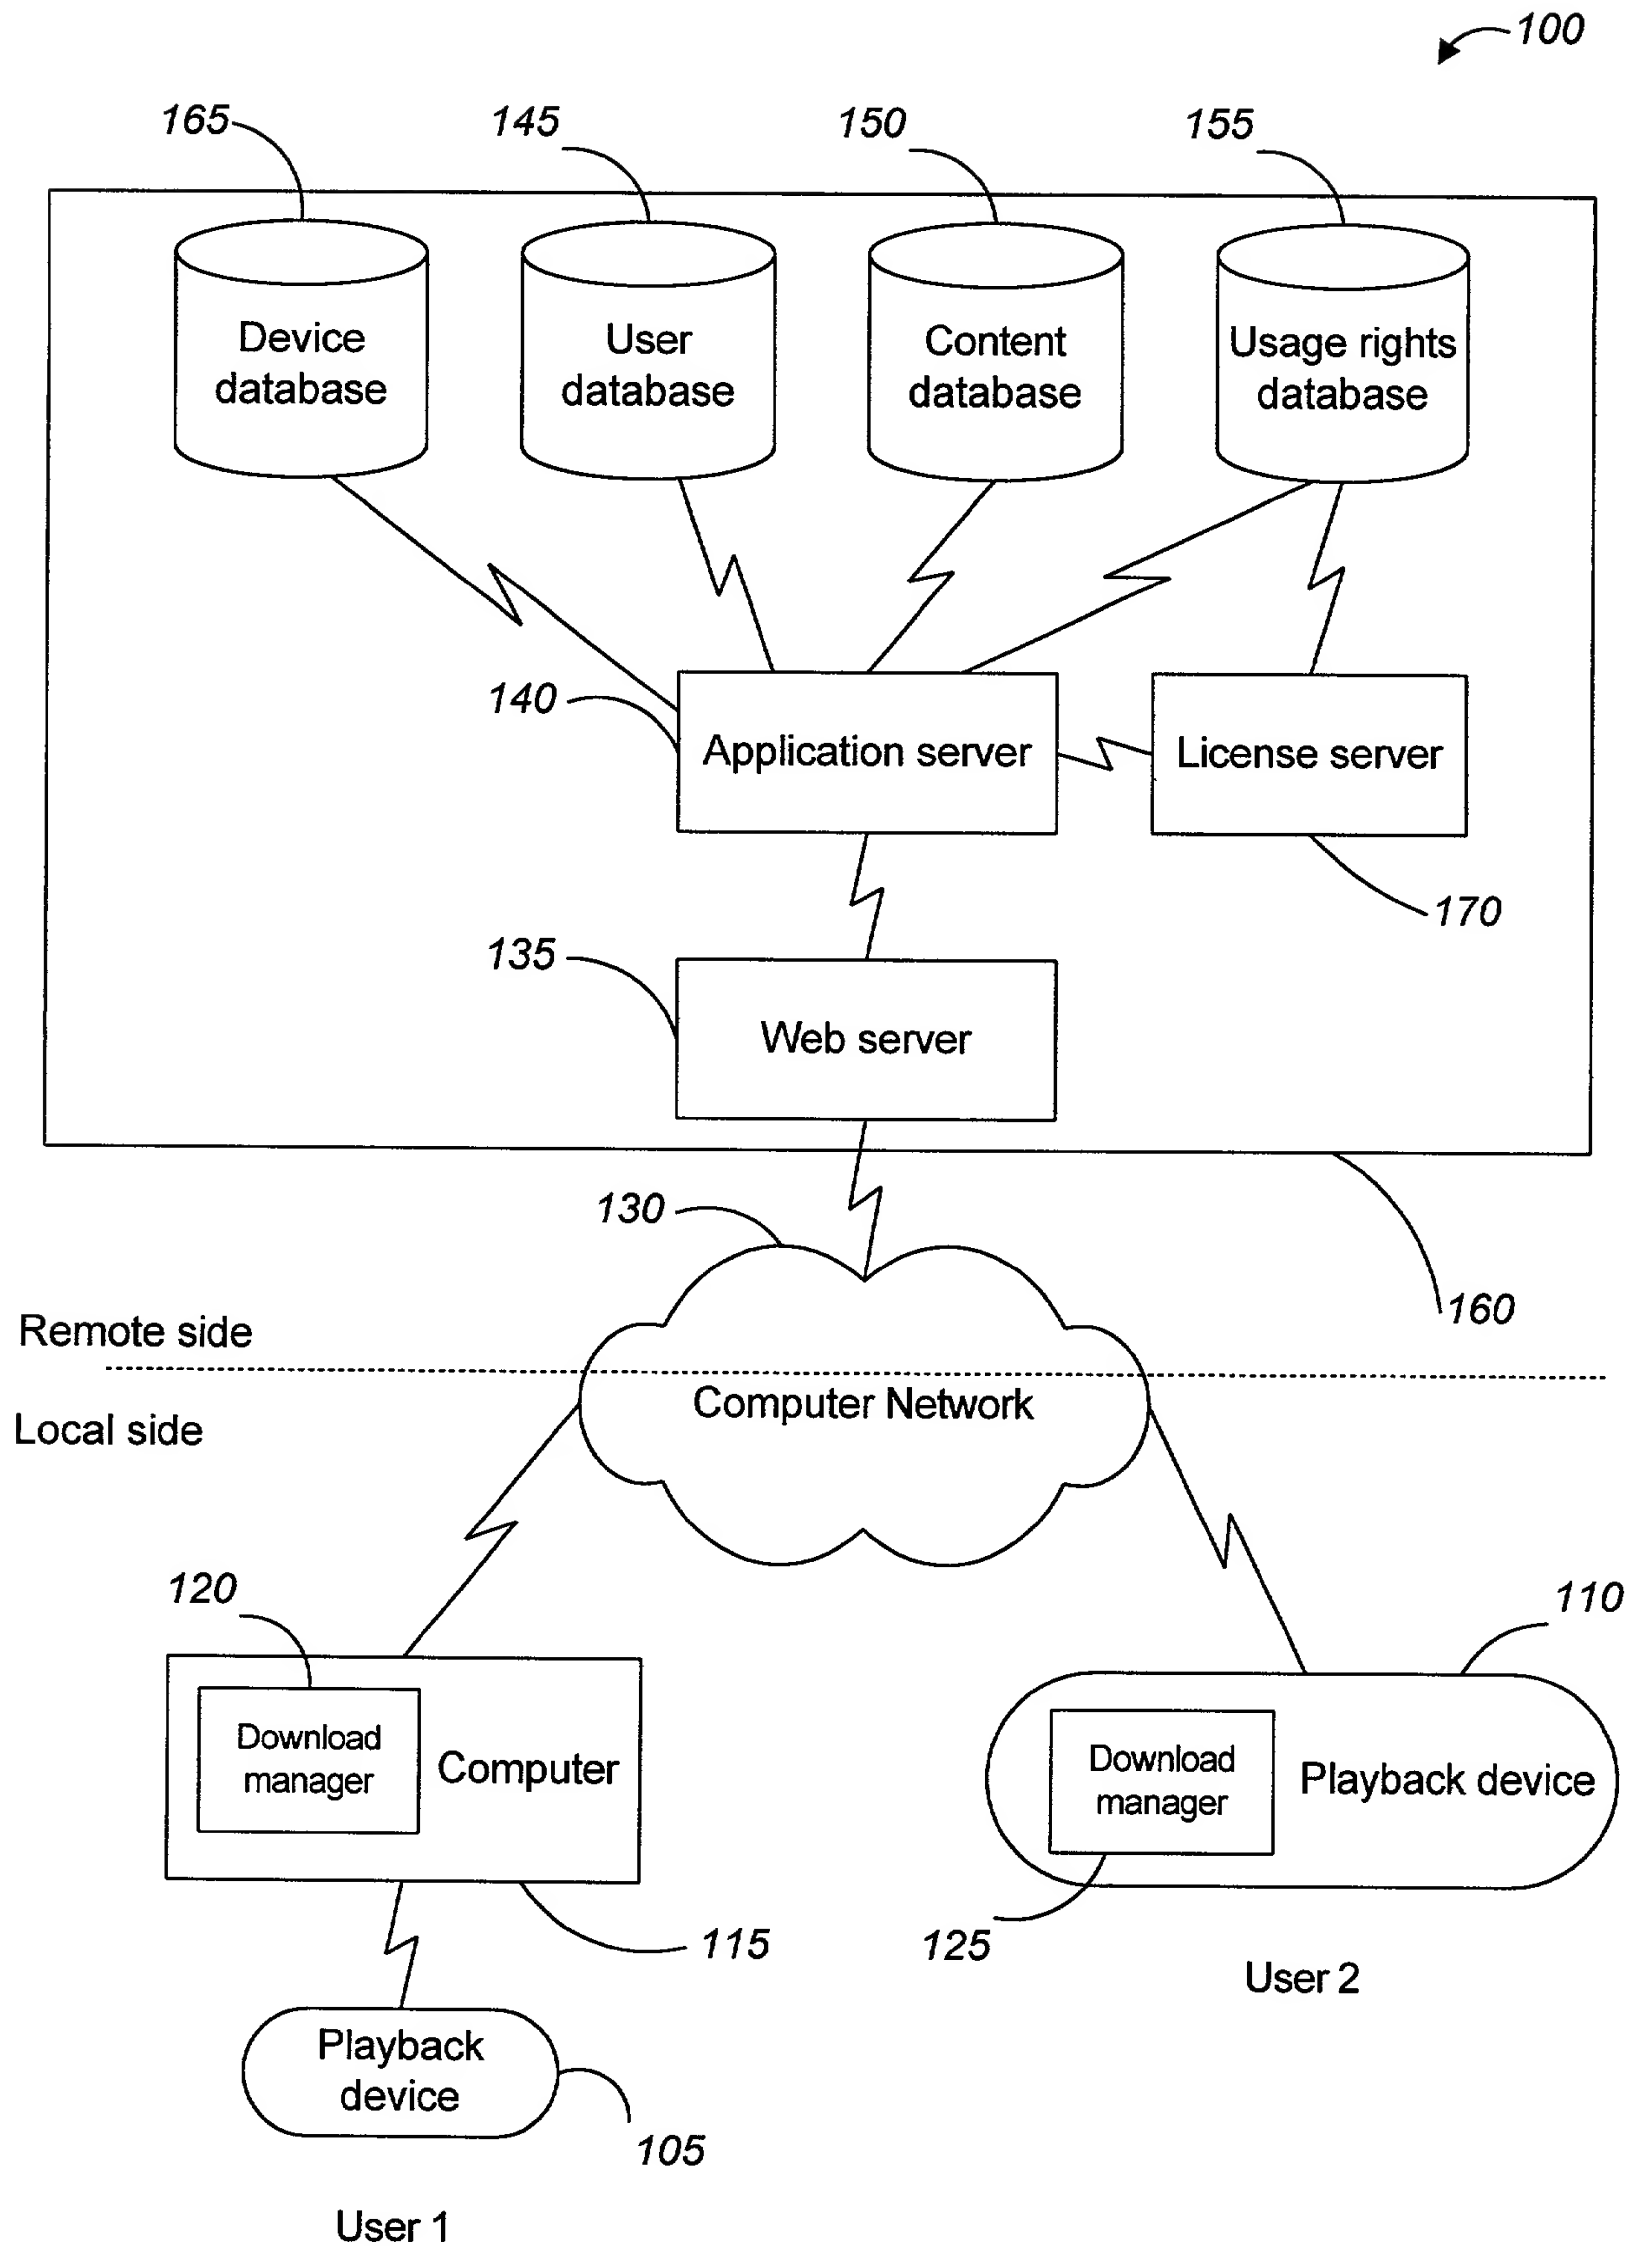 100
165
145
150
155
Device
database
User
database
Content
database
Usage rights
database
140
Application server
License server
170
135
Web server
130
160
Remote side
Computer Network
Local side
120
110
Download
manager
Computer
Download
manager
Playback device
115
125
User 2
Playback
device
105
User 1